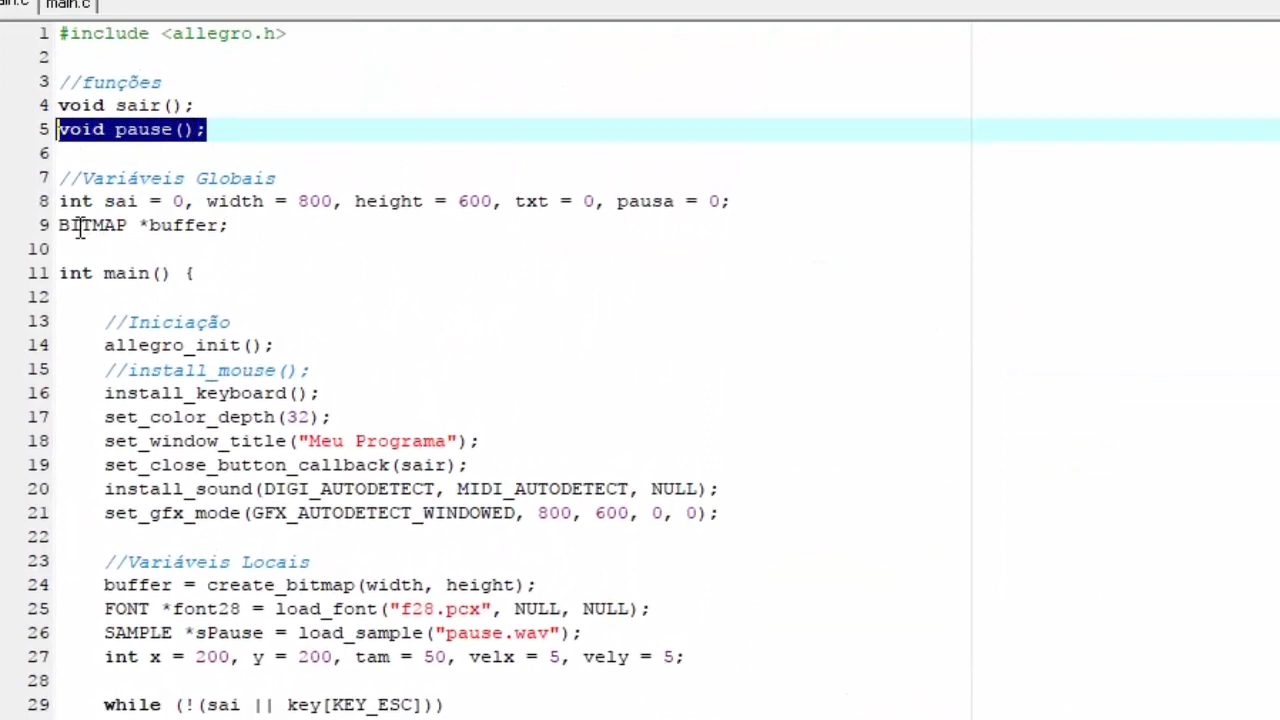 main.c
1 #include <allegro.h>
2
3 //funções
4 void sair();
5 void pause();
6
7 //Variáveis Globais
8 int sai = 0, width = 800, height = 600, txt = 0, pausa = 0;
9 BITMAP *buffer;
10
11 int main() {
12
13 //Iniciação
14 allegro_init();
15 //install_mouse();
16 install_keyboard();
17 set_color_depth(32);
18 set_window_title("Meu Programa");
19 set_close_button_callback(sair);
20 install_sound(DIGI_AUTODETECT, MIDI_AUTODETECT, NULL);
21 set_gfx_mode(GFX_AUTODETECT_WINDOWED, 800, 600, 0, 0);
22
23 //Variáveis Locais
24 buffer = create_bitmap(width, height);
25 FONT *font28 = load_font("f28.pcx", NULL, NULL);
26 SAMPLE *sPause = load_sample("pause.wav");
27 int x = 200, y = 200, tam = 50, velx = 5, vely = 5;
28
29 while (!(sai || key[KEY_ESC]))